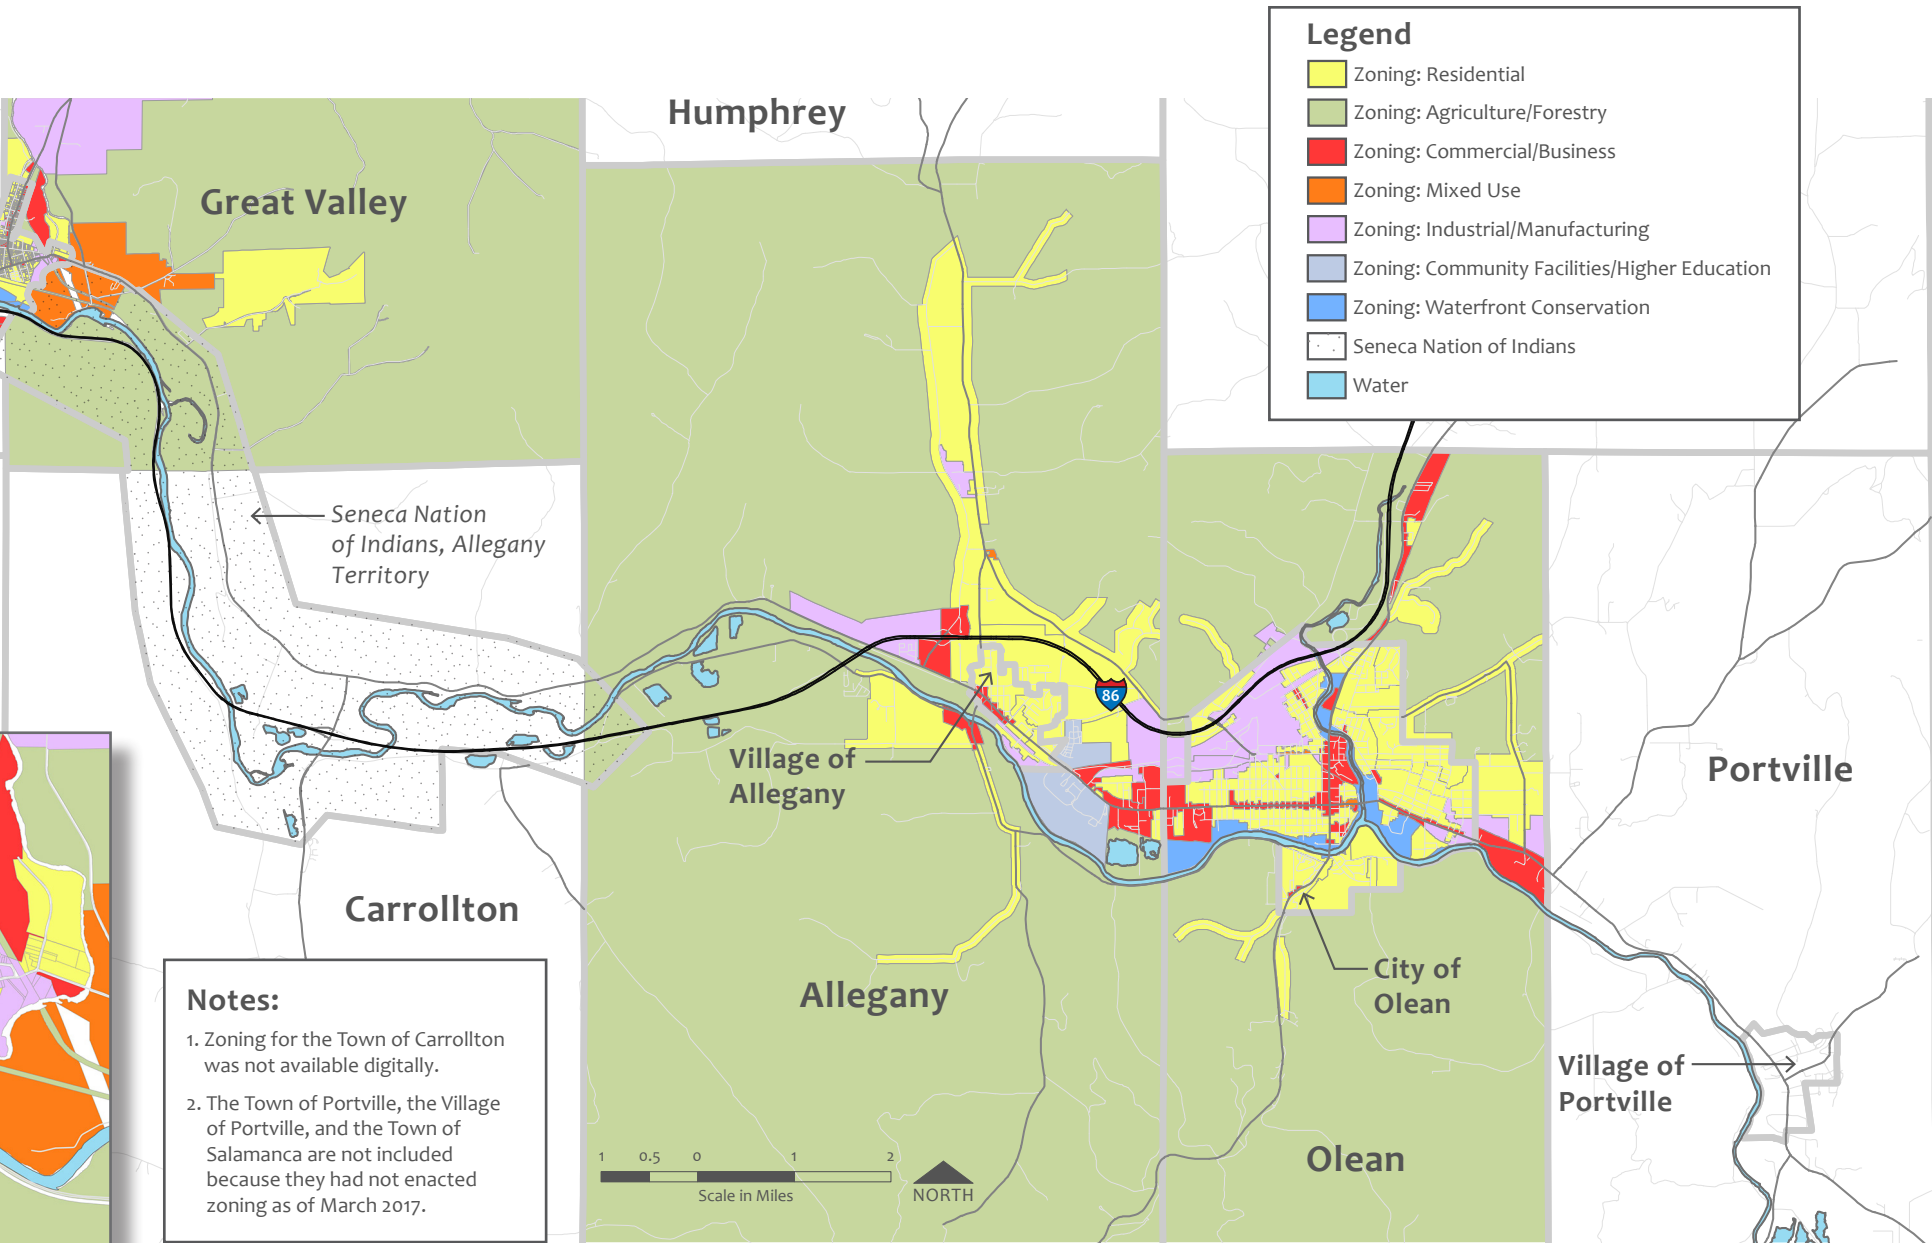 Legend
Zoning: Residential
Zoning: Agriculture/Forestry
Zoning: Commercial/Business
Zoning: Mixed Use
Zoning: Industrial/Manufacturing
Zoning: Community Facilities/Higher Education
Zoning: Waterfront Conservation
Seneca Nation of Indians
Water
Humphrey
Great Valley
Seneca Nation
of Indians, Allegany
Territory
86
Village of
Allegany
Portville
Carrollton
Allegany
City of
Olean
Village of
Portville
Olean
Notes:
1. Zoning for the Town of Carrollton
was not available digitally.
2. The Town of Portville, the Village
of Portville, and the Town of
Salamanca are not included
because they had not enacted
zoning as of March 2017.
1 0.5 0 1 2
Scale in Miles
NORTH